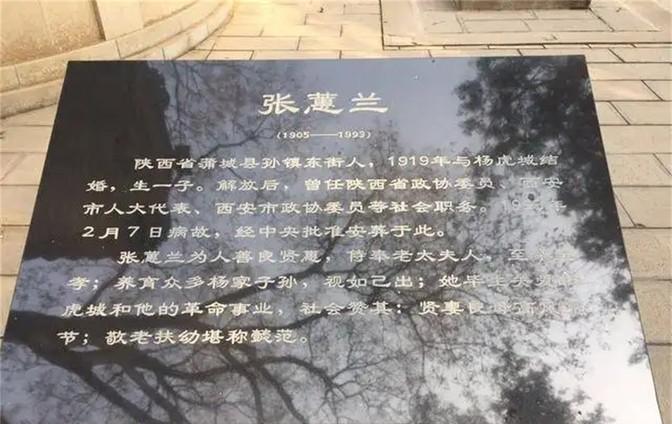 张蕙兰
(1905——1993)
陕西省蒲城县孙镇东街人，1919年与杨虎城结
婚，生一子。解放后，曾任陕西省政协委员、西安
市人大代表、西安市政协委员等社会职务。年
2月7日病故，经中央批准安葬于此。
张蕙兰为人善良贤惠，侍奉老太夫人，至
孝；养育众多杨家子孙，视如己出；她毕生
虎城和他的革命事业，社会赞其：贤妻良
节；敬老扶幼堪称懿范。